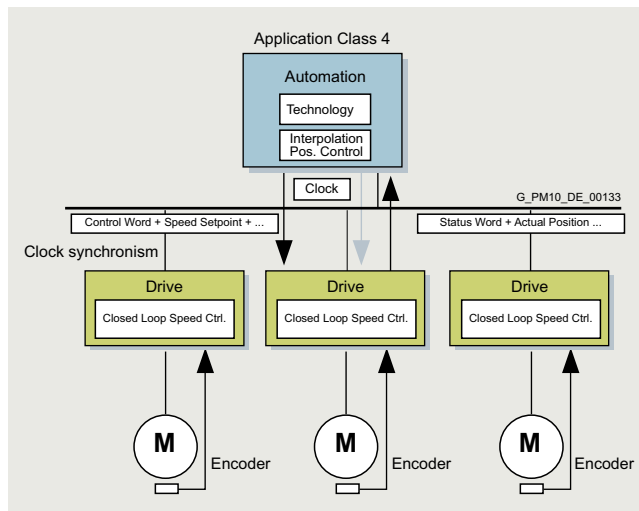 Application Class 4
Automation
Technology
Interpolation
Pos. Control
Clock
G_PM10_DE_00133
Control Word + Speed Setpoint + ...
Status Word + Actual Position ...
Clock synchronism
Drive
Drive
Drive
Closed Loop Speed Ctrl.
Closed Loop Speed Ctrl.
Closed Loop Speed Ctrl.
M
M
M
Encoder
Encoder
Encoder